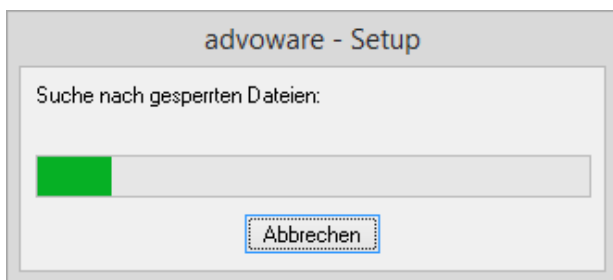 advoware - Setup
Suche nach gesperrten Dateien:
Abbrechen